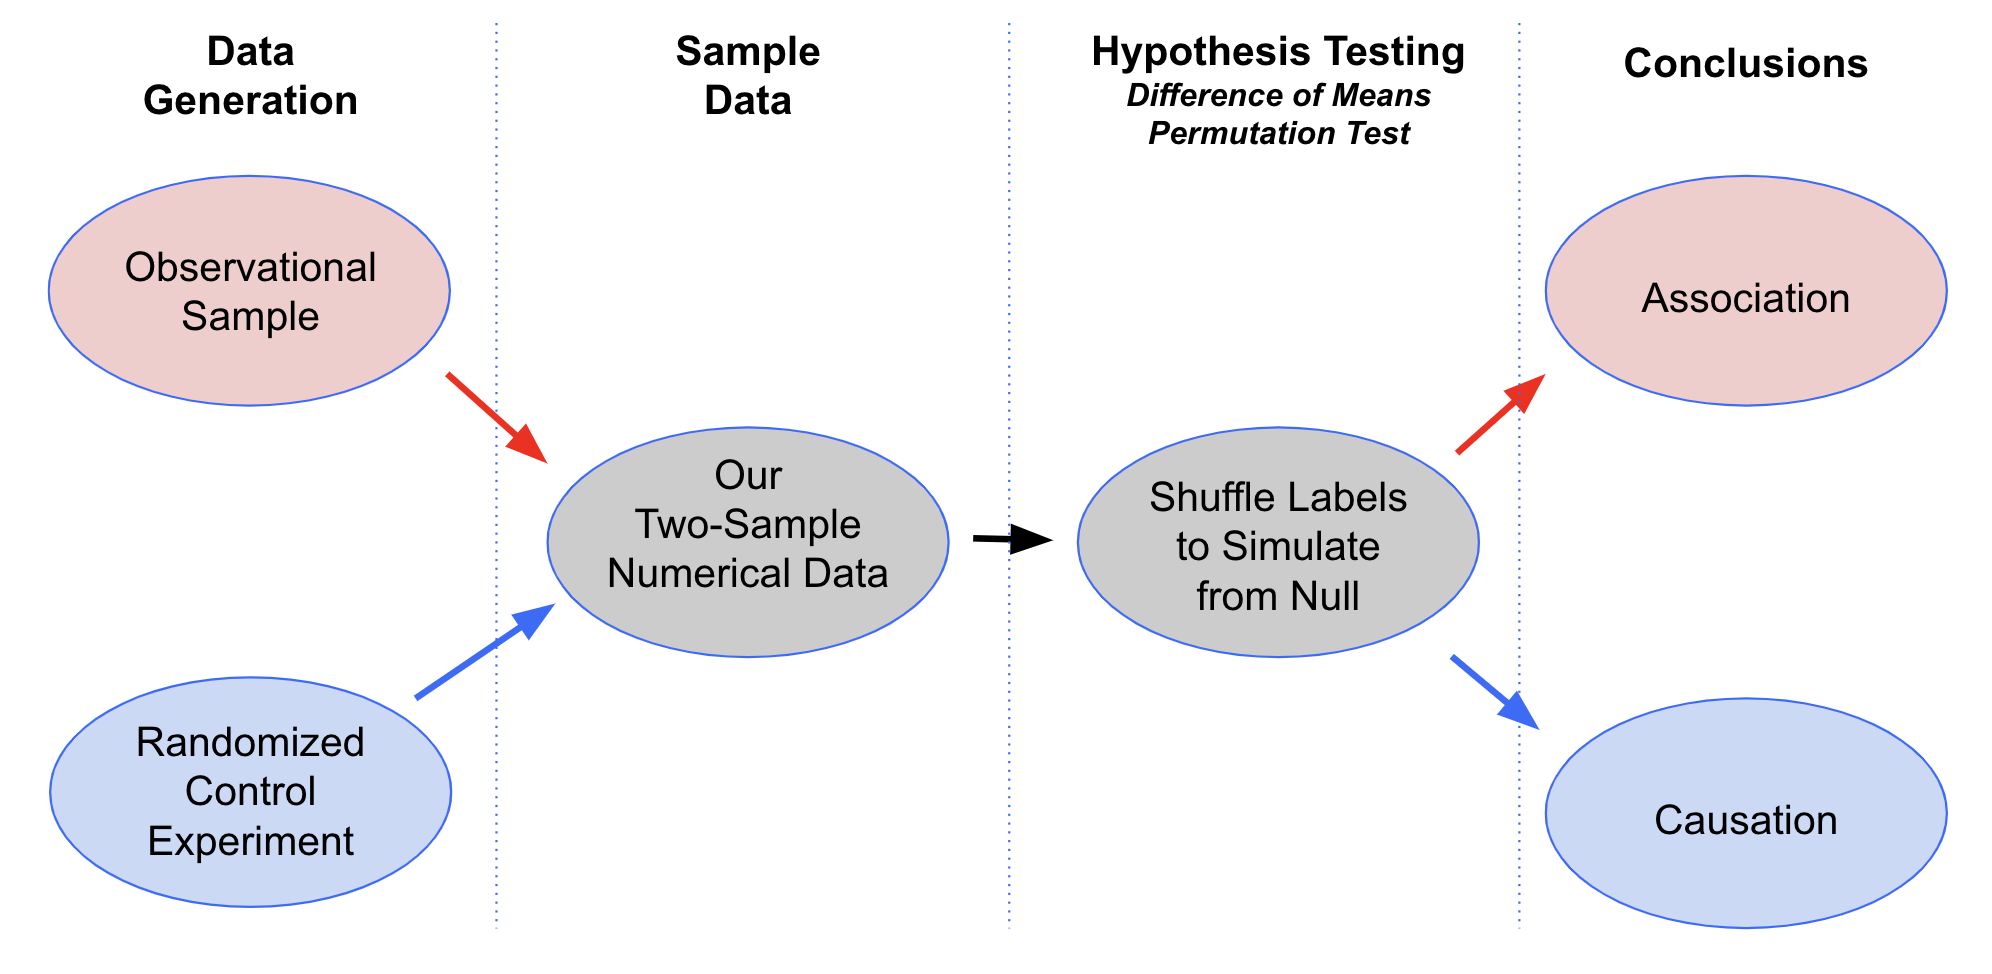 Data
Generation
Sample
Data
Hypothesis Testing
Difference of Means
Permutation Test
Conclusions
Observational
Sample
Association
Our
Two-Sample
Numerical Data
Shuffle Labels
to Simulate
from Null
Randomized
Control
Experiment
Causation